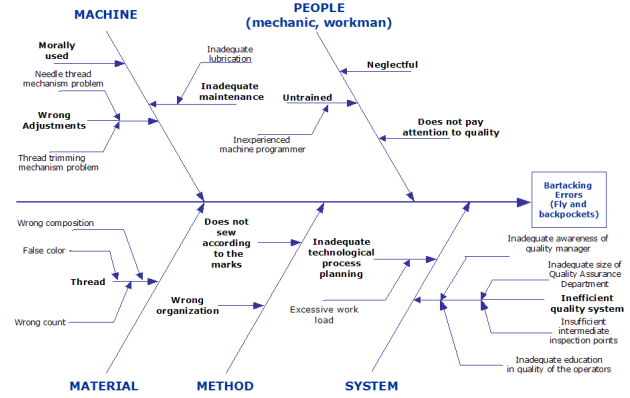 MACHINE
PEOPLE
(mechanic, workman)
Morally
used
Needle thread
mechanism problem
Wrong
Adjustments
Thread trimming
mechanism problem
Inadequate
lubrication
Inadequate
maintenance
Neglectful
Untrained
Inexperienced
machine programmer
Does not pay
attention to quality
Bartacking
Errors
(Fly and
backpockets)
Wrong composition
False color
Thread
Wrong count
Does not
sew
according
to the
marks
Wrong
organization
Inadequate
technological
process
planning
Excessive work
load
Inadequate awareness of
quality manager
Inadequate size of
Quality Assurance
Department
Inefficient
quality system
Insufficient
intermediate
inspection points
Inadequate education
in quality of the operators
MATERIAL
METHOD
SYSTEM